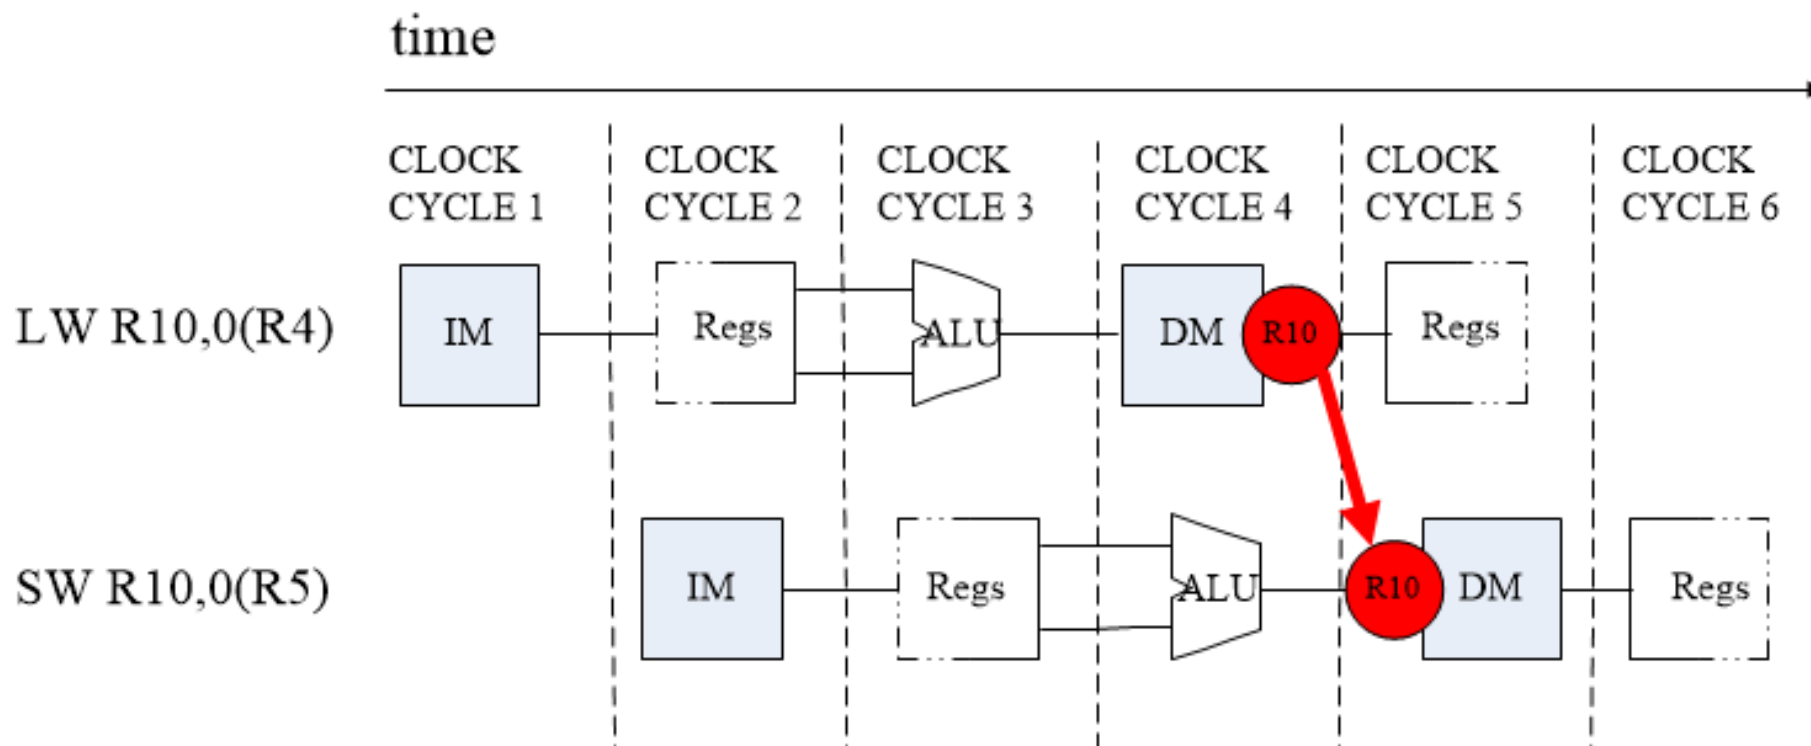 time
CLOCK CYCLE 1
CLOCK CYCLE 2
CLOCK CYCLE 3
CLOCK CYCLE 4
CLOCK CYCLE 5
CLOCK CYCLE 6
LW R10,0(R4)
IM
Regs
ALU
DM
R10
Regs
SW R10,0(R5)
IM
Regs
ALU
R10
DM
Regs